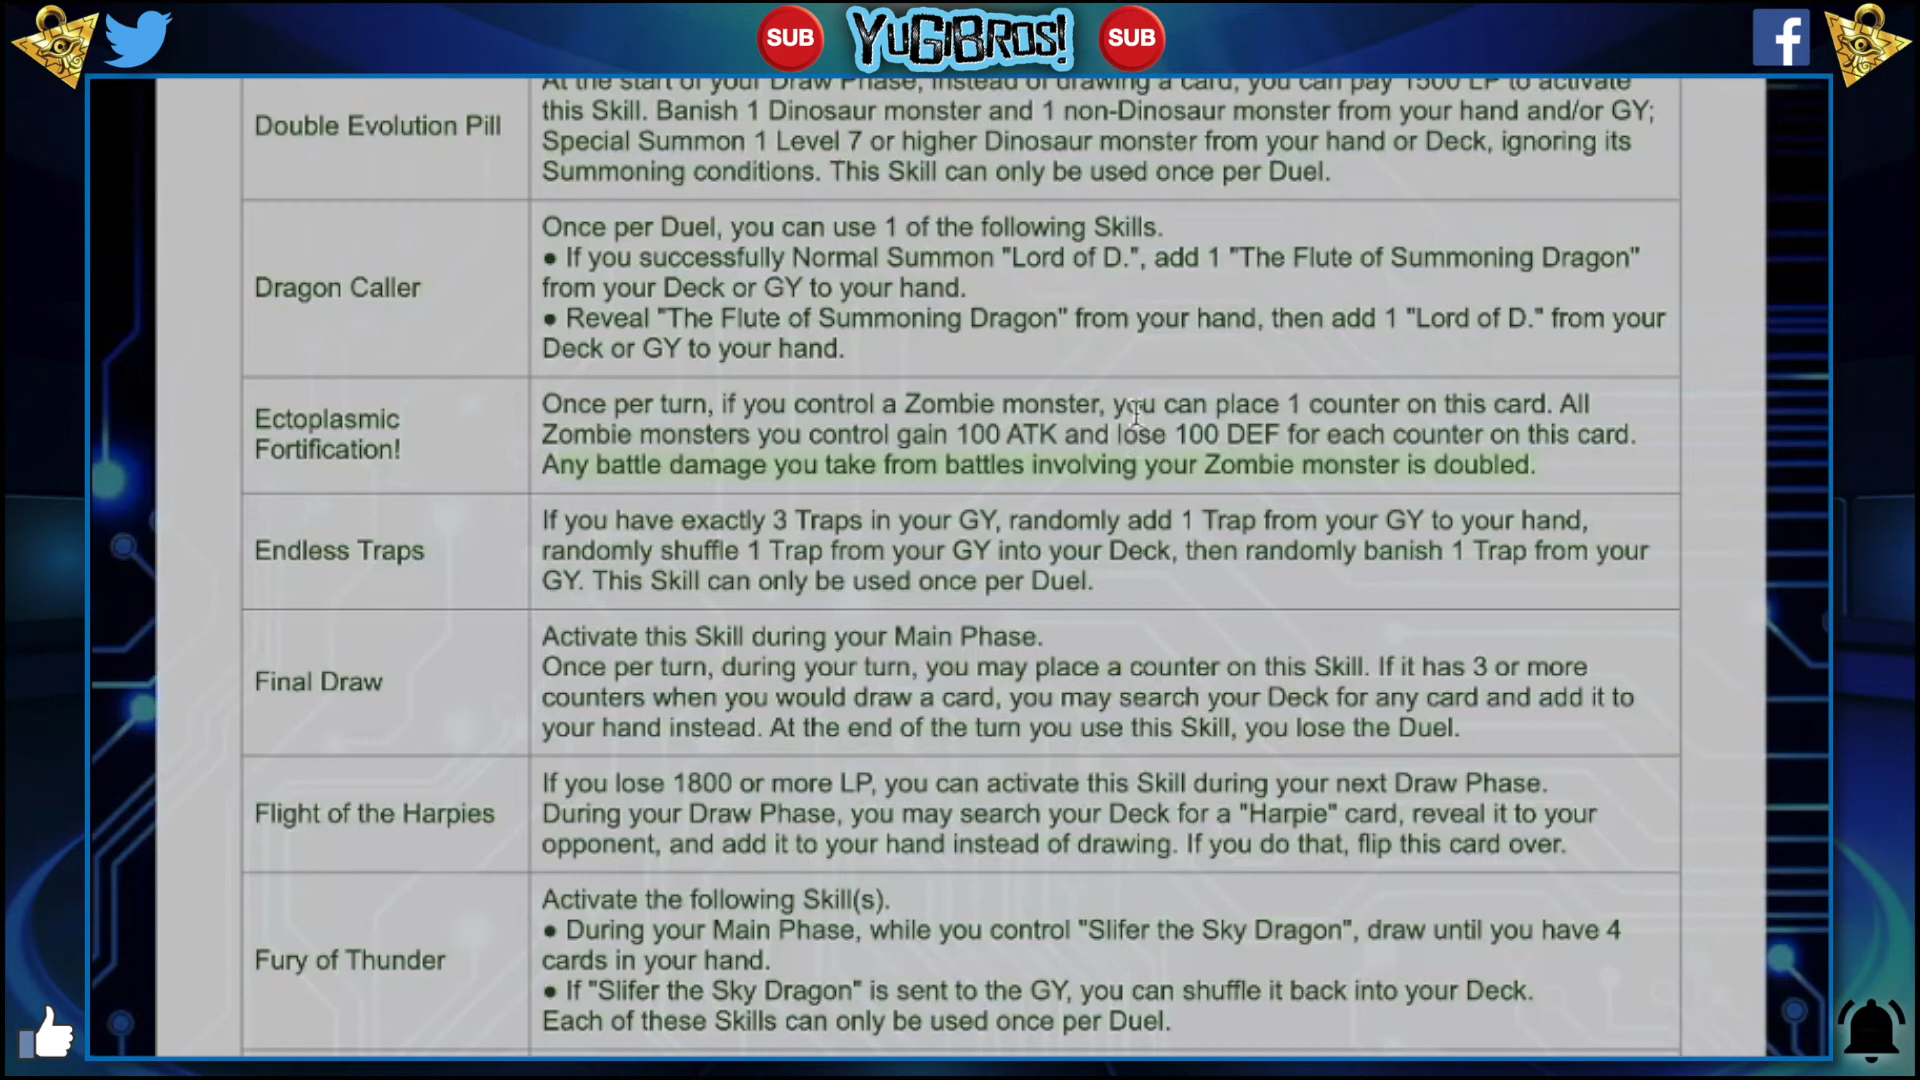 SUB YUGIBROS! SUB
At the start of your Draw Phase, instead of drawing a card, you can pay 1500 LP to activate
Double Evolution Pill
this Skill. Banish 1 Dinosaur monster and 1 non-Dinosaur monster from your hand and/or GY;
Special Summon 1 Level 7 or higher Dinosaur monster from your hand or Deck, ignoring its
Summoning conditions. This Skill can only be used once per Duel.
Dragon Caller
Once per Duel, you can use 1 of the following Skills.
● If you successfully Normal Summon "Lord of D.", add 1 "The Flute of Summoning Dragon"
from your Deck or GY to your hand.
● Reveal "The Flute of Summoning Dragon" from your hand, then add 1 "Lord of D." from your
Deck or GY to your hand.
Ectoplasmic
Fortification!
Once per turn, if you control a Zombie monster, you can place 1 counter on this card. All
Zombie monsters you control gain 100 ATK and lose 100 DEF for each counter on this card.
Any battle damage you take from battles involving your Zombie monster is doubled.
Endless Traps
If you have exactly 3 Traps in your GY, randomly add 1 Trap from your GY to your hand,
randomly shuffle 1 Trap from your GY into your Deck, then randomly banish 1 Trap from your
GY. This Skill can only be used once per Duel.
Final Draw
Activate this Skill during your Main Phase.
Once per turn, during your turn, you may place a counter on this Skill. If it has 3 or more
counters when you would draw a card, you may search your Deck for any card and add it to
your hand instead. At the end of the turn you use this Skill, you lose the Duel.
Flight of the Harpies
If you lose 1800 or more LP, you can activate this Skill during your next Draw Phase.
During your Draw Phase, you may search your Deck for a "Harpie" card, reveal it to your
opponent, and add it to your hand instead of drawing. If you do that, flip this card over.
Fury of Thunder
Activate the following Skill(s).
● During your Main Phase, while you control "Slifer the Sky Dragon", draw until you have 4
cards in your hand.
● If "Slifer the Sky Dragon" is sent to the GY, you can shuffle it back into your Deck.
Each of these Skills can only be used once per Duel.